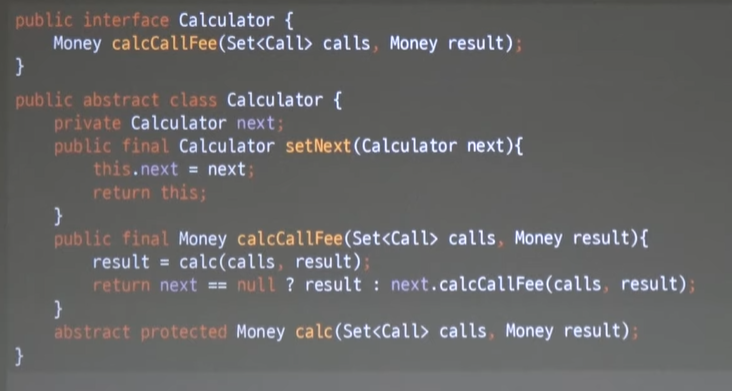 public interface Calculator {
    Money calcCallFee(Set<Call> calls, Money result);
}
public abstract class Calculator {
    private Calculator next;
    public final Calculator setNext(Calculator next){
        this.next = next;
        return this;
    }
    public final Money calcCallFee(Set<Call> calls, Money result){
        result = calc(calls, result);
        return next == null ? result : next.calcCallFee(calls, result);
    }
    abstract protected Money calc(Set<Call> calls, Money result);
}